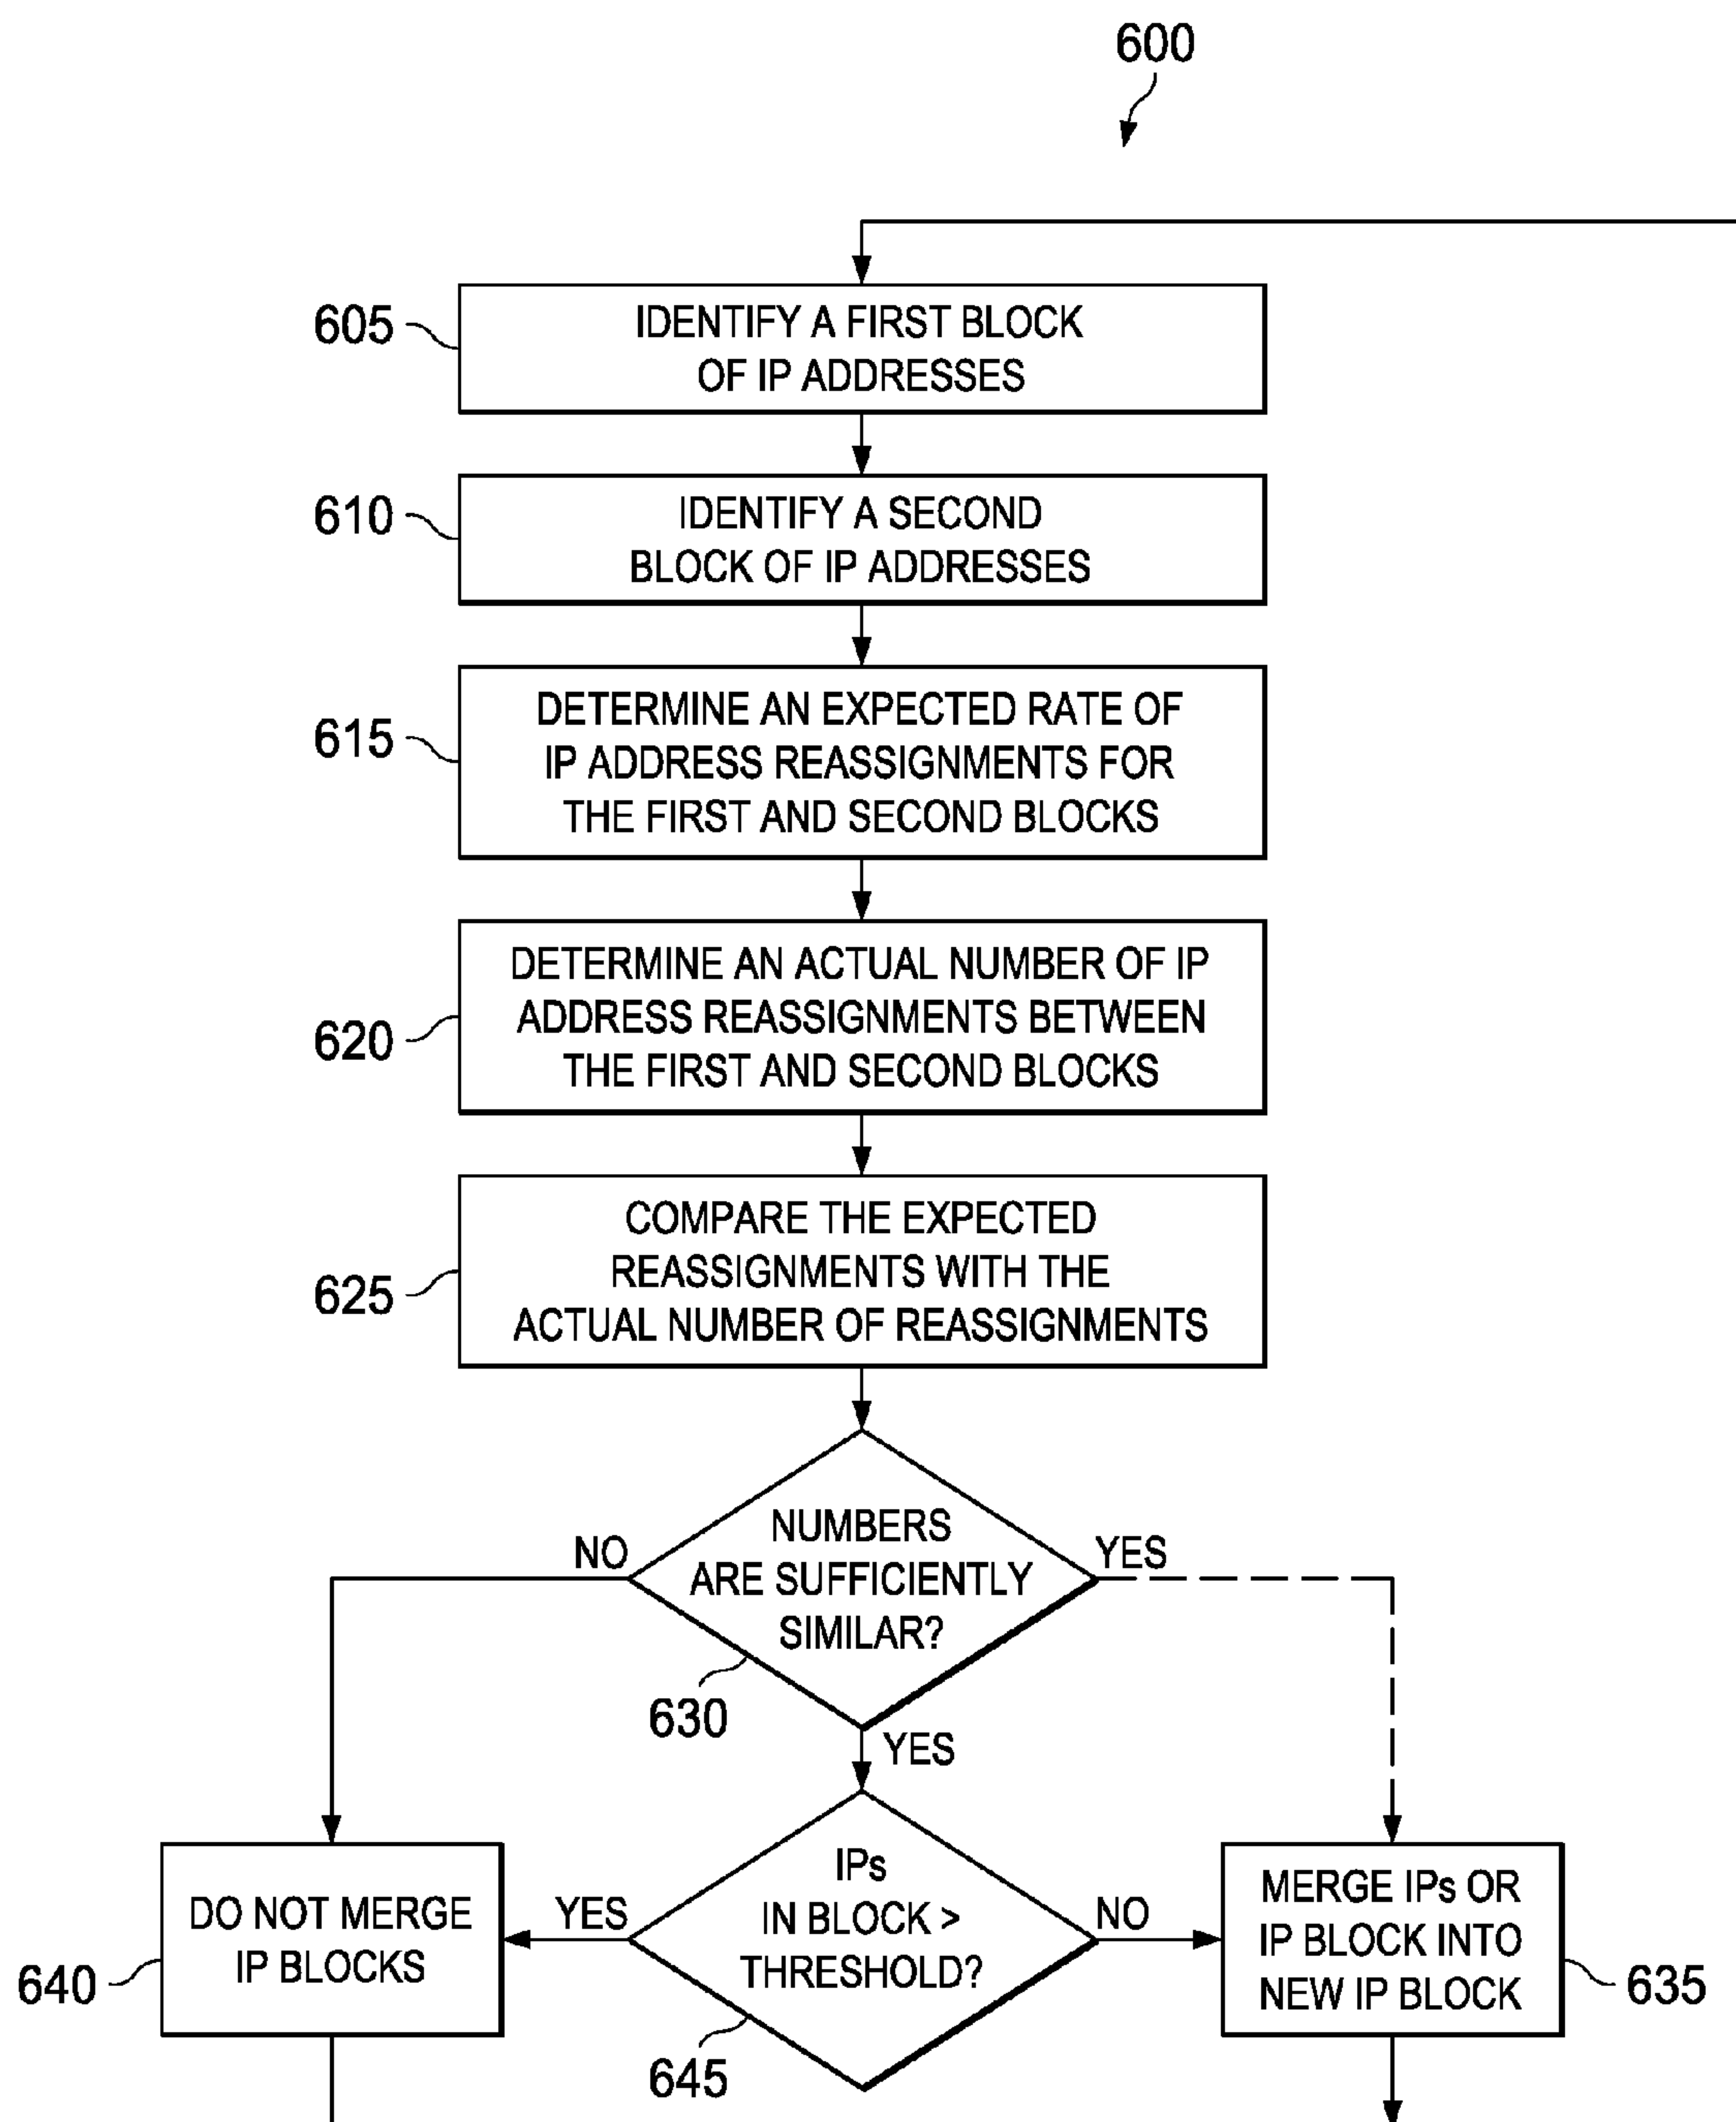 600
605
IDENTIFY A FIRST BLOCK
OF IP ADDRESSES
610
IDENTIFY A SECOND
BLOCK OF IP ADDRESSES
615
DETERMINE AN EXPECTED RATE OF
IP ADDRESS REASSIGNMENTS FOR
THE FIRST AND SECOND BLOCKS
620
DETERMINE AN ACTUAL NUMBER OF IP
ADDRESS REASSIGNMENTS BETWEEN
THE FIRST AND SECOND BLOCKS
625
COMPARE THE EXPECTED
REASSIGNMENTS WITH THE
ACTUAL NUMBER OF REASSIGNMENTS
NUMBERS
ARE SUFFICIENTLY
SIMILAR?
NO
YES
630
YES
DO NOT MERGE
IP BLOCKS
640
YES
IPs
IN BLOCK >
THRESHOLD?
645
NO
MERGE IPs OR
IP BLOCK INTO
NEW IP BLOCK
635